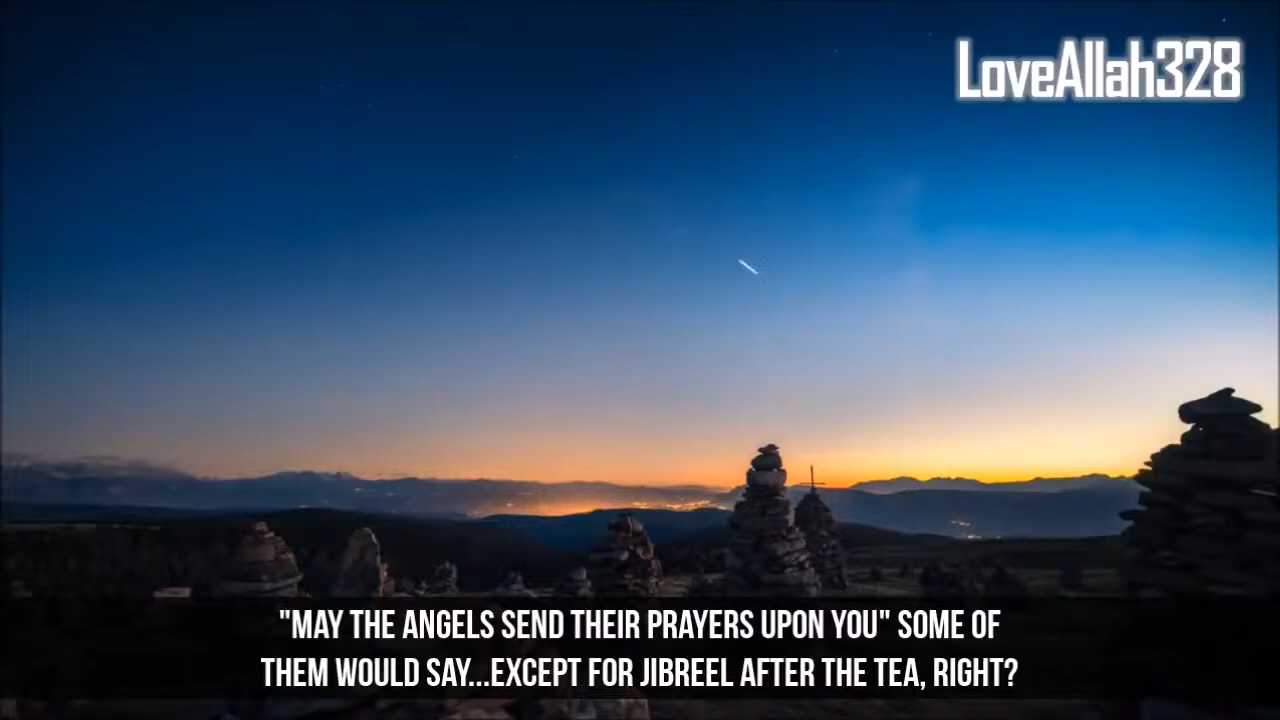 LoveAllah328
"MAY THE ANGELS SEND THEIR PRAYERS UPON YOU" SOME OF
THEM WOULD SAY...EXCEPT FOR JIBREEL AFTER THE TEA, RIGHT?